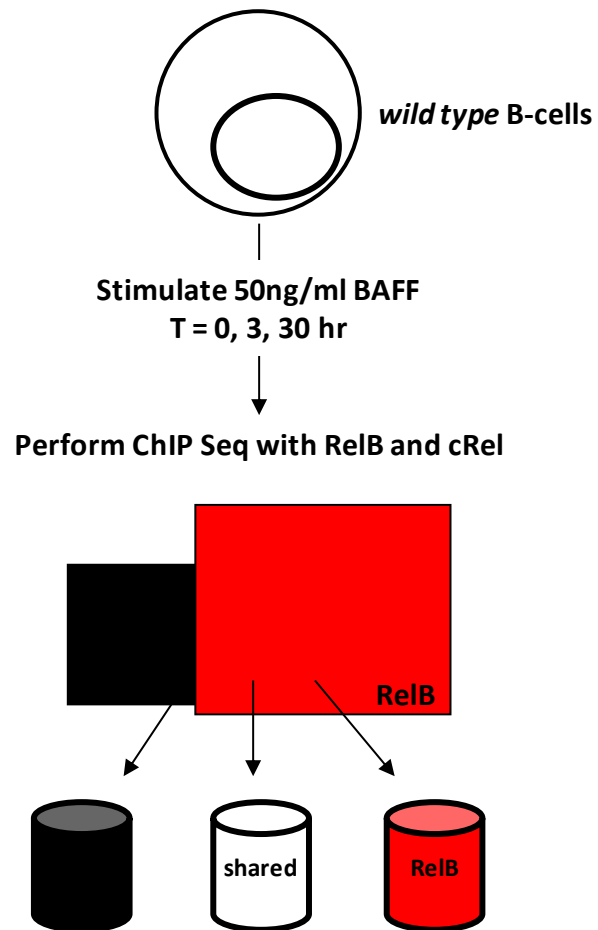 wild type B-cells
Stimulate 50ng/ml BAFF
T = 0, 3, 30 hr
Perform ChIP Seq with RelB and cRel
RelB
shared
RelB